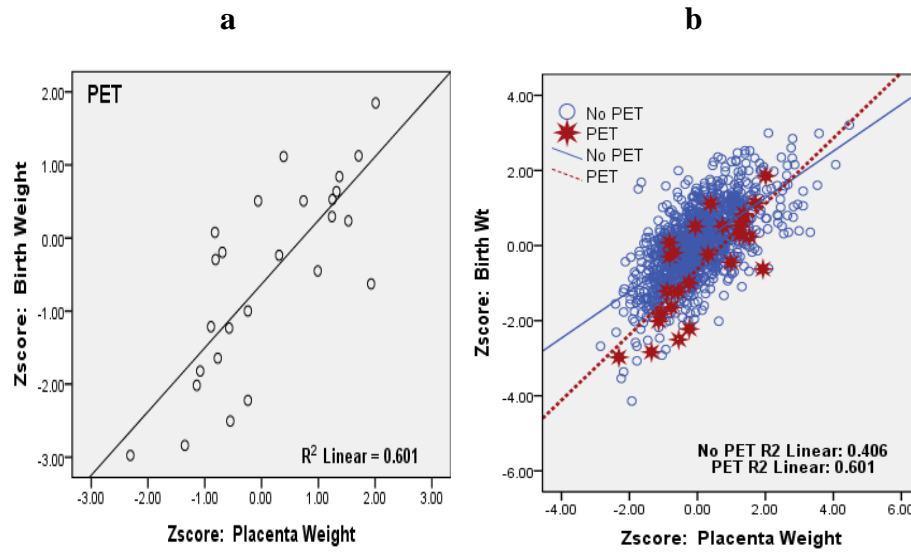 a
PET
2.00
1.00
0.00
-1.00
-2.00
-3.00
-3.00 -2.00 -1.00 0.00 1.00 2.00 3.00
Zscore: Birth Weight
Zscore: Placenta Weight
R² Linear = 0.601
b
No PET
PET
No PET
PET
4.00
2.00
0.00
-2.00
-4.00
-6.00
-4.00 -2.00 0.00 2.00 4.00 6.00
Zscore: Birth Wt
Zscore: Placenta Weight
No PET R2 Linear: 0.406
PET R2 Linear: 0.601